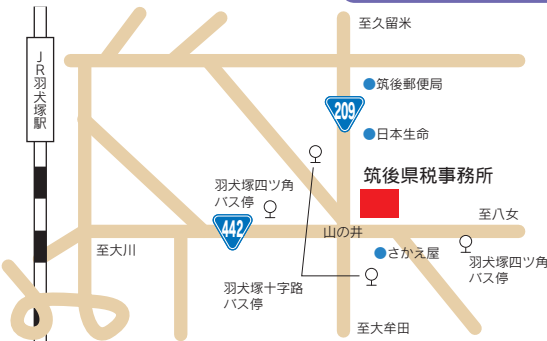 至久留米
JR羽犬塚駅
筑後郵便局
209
日本生命
筑後県税事務所
羽犬塚四ツ角
バス停
442
至八女
山の井
至大川
さかえ屋
羽犬塚四ツ角
バス停
羽犬塚十字路
バス停
至大牟田